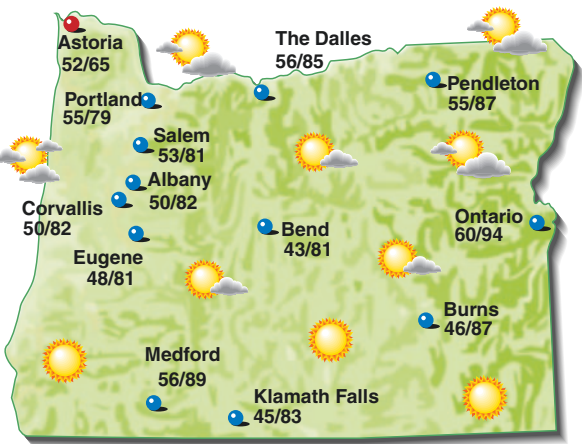 Astoria
52/65
The Dalles
56/85
Pendleton
55/87
Portland
55/79
Salem
53/81
Albany
50/82
Corvallis
50/82
Eugene
48/81
Bend
43/81
Ontario
60/94
Burns
46/87
Medford
56/89
Klamath Falls
45/83